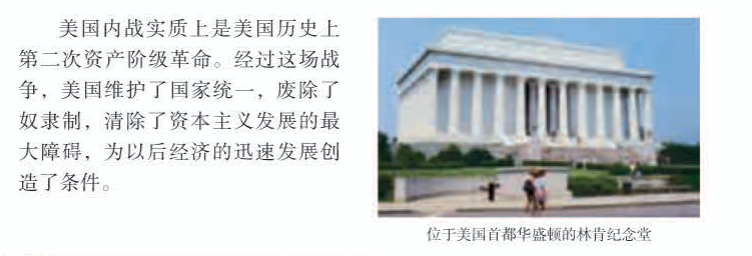 美国内战实质上是美国历史上
第二次资产阶级革命。经过这场战
争，美国维护了国家统一，废除了
奴隶制，清除了资本主义发展的最
大障碍，为以后经济的迅速发展创
造了条件。
位于美国首都华盛顿的林肯纪念堂